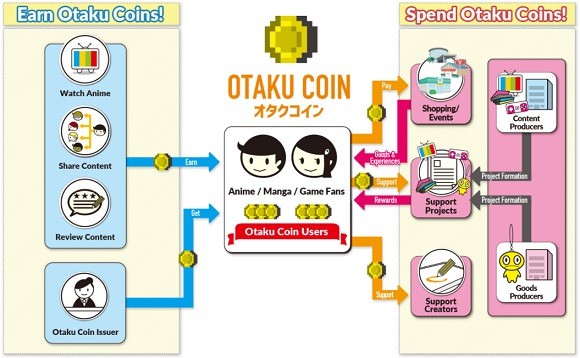 Earn Otaku Coins!
Watch Anime
Share Content
Review Content
Otaku Coin Issuer
Earn
Get
OTAKU COIN
オタクコイン
Anime / Manga / Game Fans
Otaku Coin Users
Pay
Goods &
Experiences
Support
Rewards
Support
Spend Otaku Coins!
Shopping/
Events
Support
Projects
Support
Creators
Content
Producers
Project Formation
Project Formation
Goods
Producers